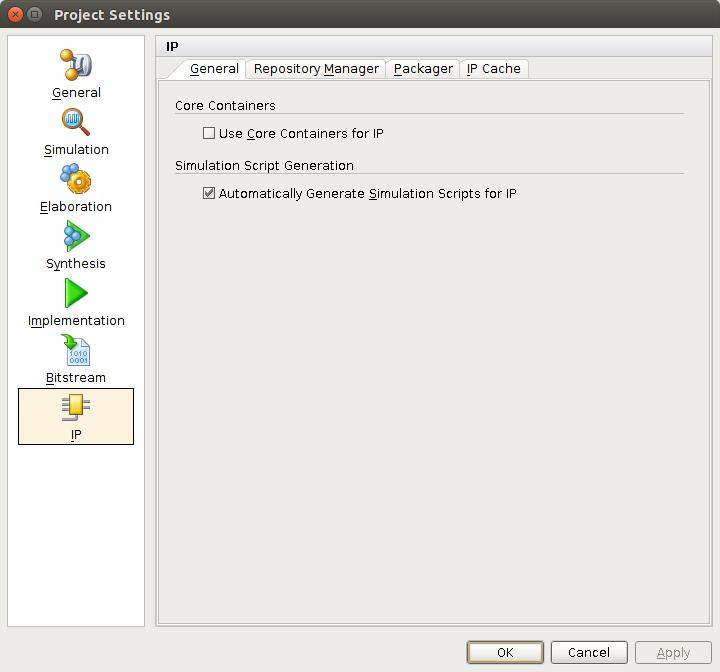 Project Settings
General
Simulation
Elaboration
Synthesis
Implementation
1010
0001
Bitstream
IP
IP
General Repository Manager Packager IP Cache
Core Containers
Use Core Containers for IP
Simulation Script Generation
Automatically Generate Simulation Scripts for IP
OK Cancel Apply